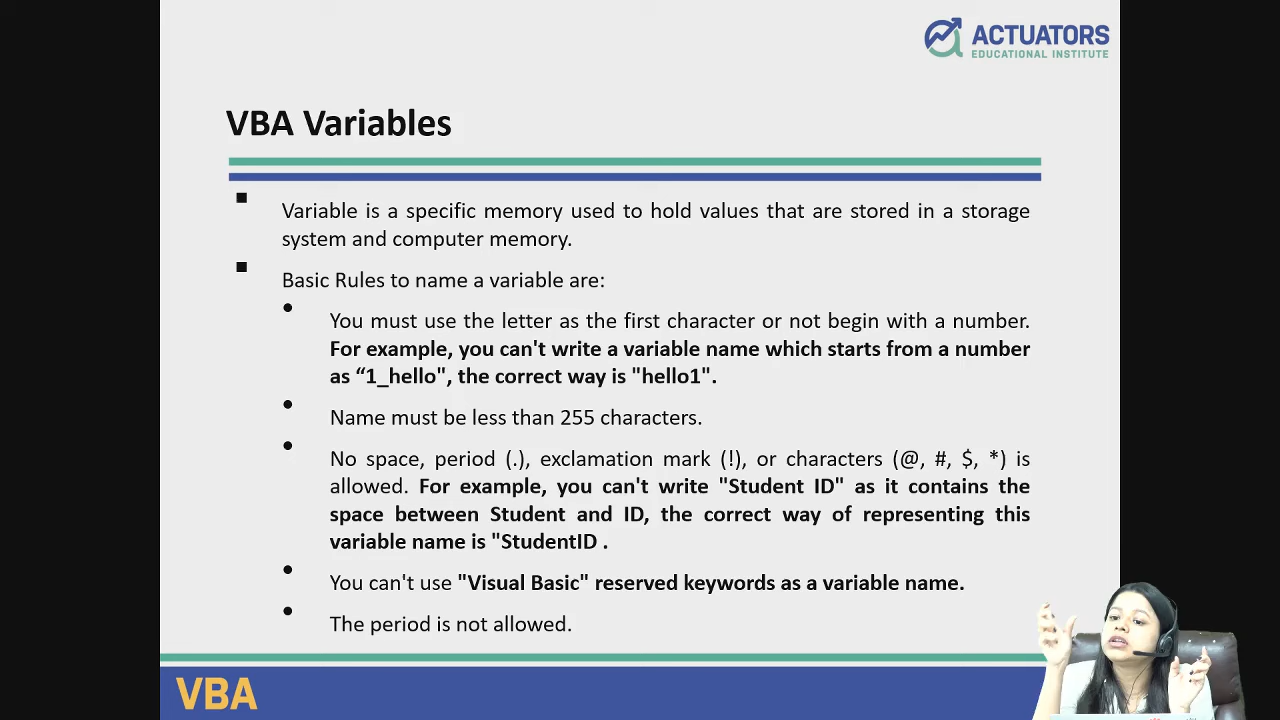 ACTUATORS
EDUCATIONAL INSTITUTE
VBA Variables
Variable is a specific memory used to hold values that are stored in a storage
system and computer memory.
Basic Rules to name a variable are:
You must use the letter as the first character or not begin with a number.
For example, you can't write a variable name which starts from a number
as “1_hello", the correct way is "hello1".
Name must be less than 255 characters.
No space, period (.), exclamation mark (!), or characters (@, #, $, *) is
allowed. For example, you can't write "Student ID" as it contains the
space between Student and ID, the correct way of representing this
variable name is "StudentID .
You can't use "Visual Basic" reserved keywords as a variable name.
The period is not allowed.
VBA